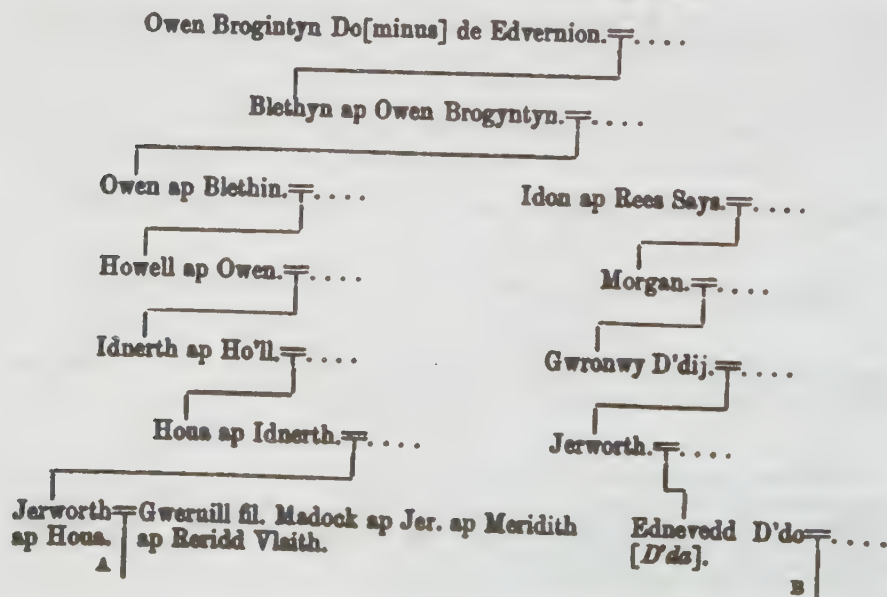 Owen Brogintyn Do[minus] de Edvernion.=....
Blethyn ap Owen Brogyntyn.=....
Owen ap Blethin.=....
Idon ap Rees Says.=....
Howell ap Owen.=....
Morgan.=....
Idnerth ap Ho'll.=....
Gwronwy D'dij.=....
Houa ap Idnerth.=....
Jerworth.=....
Jerworth=Gweruill fil. Madock ap Jer. ap Meridith
ap Houa. ap Reridd Vlaith.
A
Ednevedd D'do=....
[D'da].
B